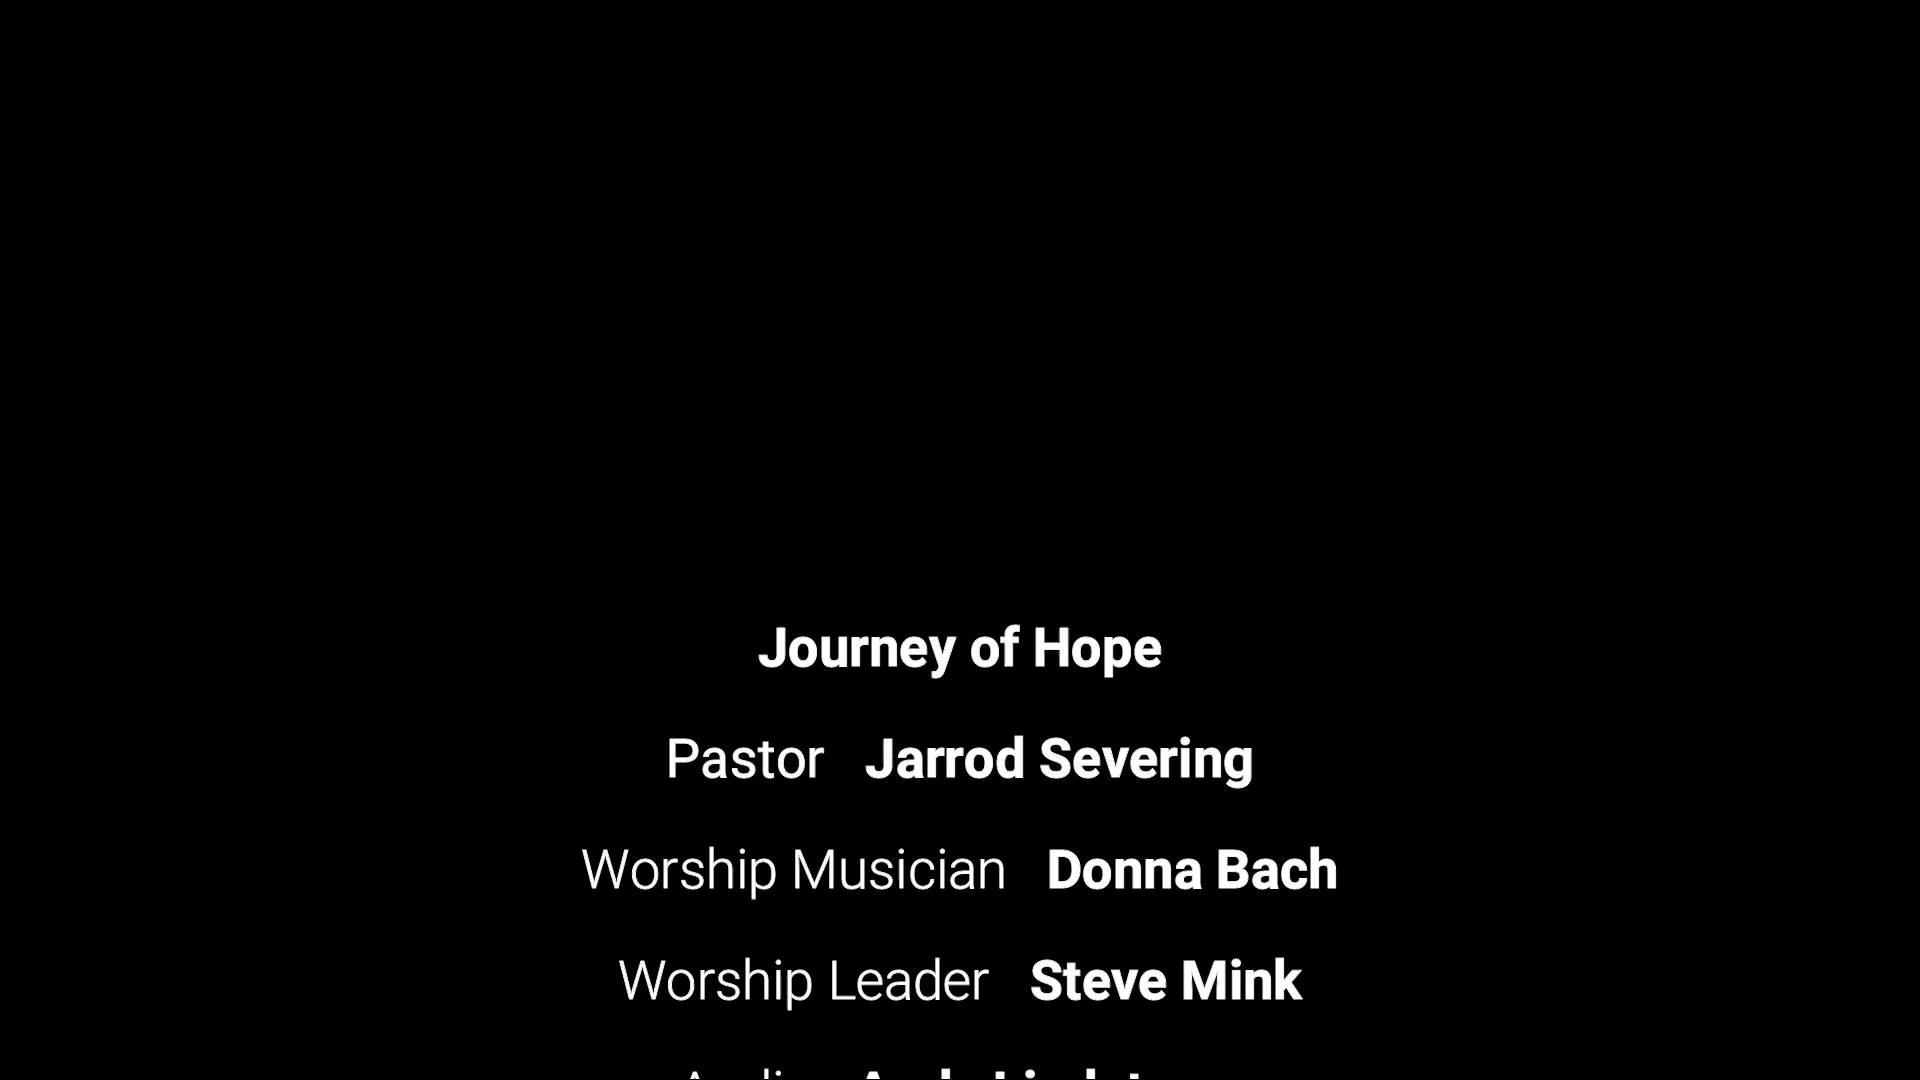 Journey of Hope
Pastor Jarrod Severing
Worship Musician Donna Bach
Worship Leader Steve Mink